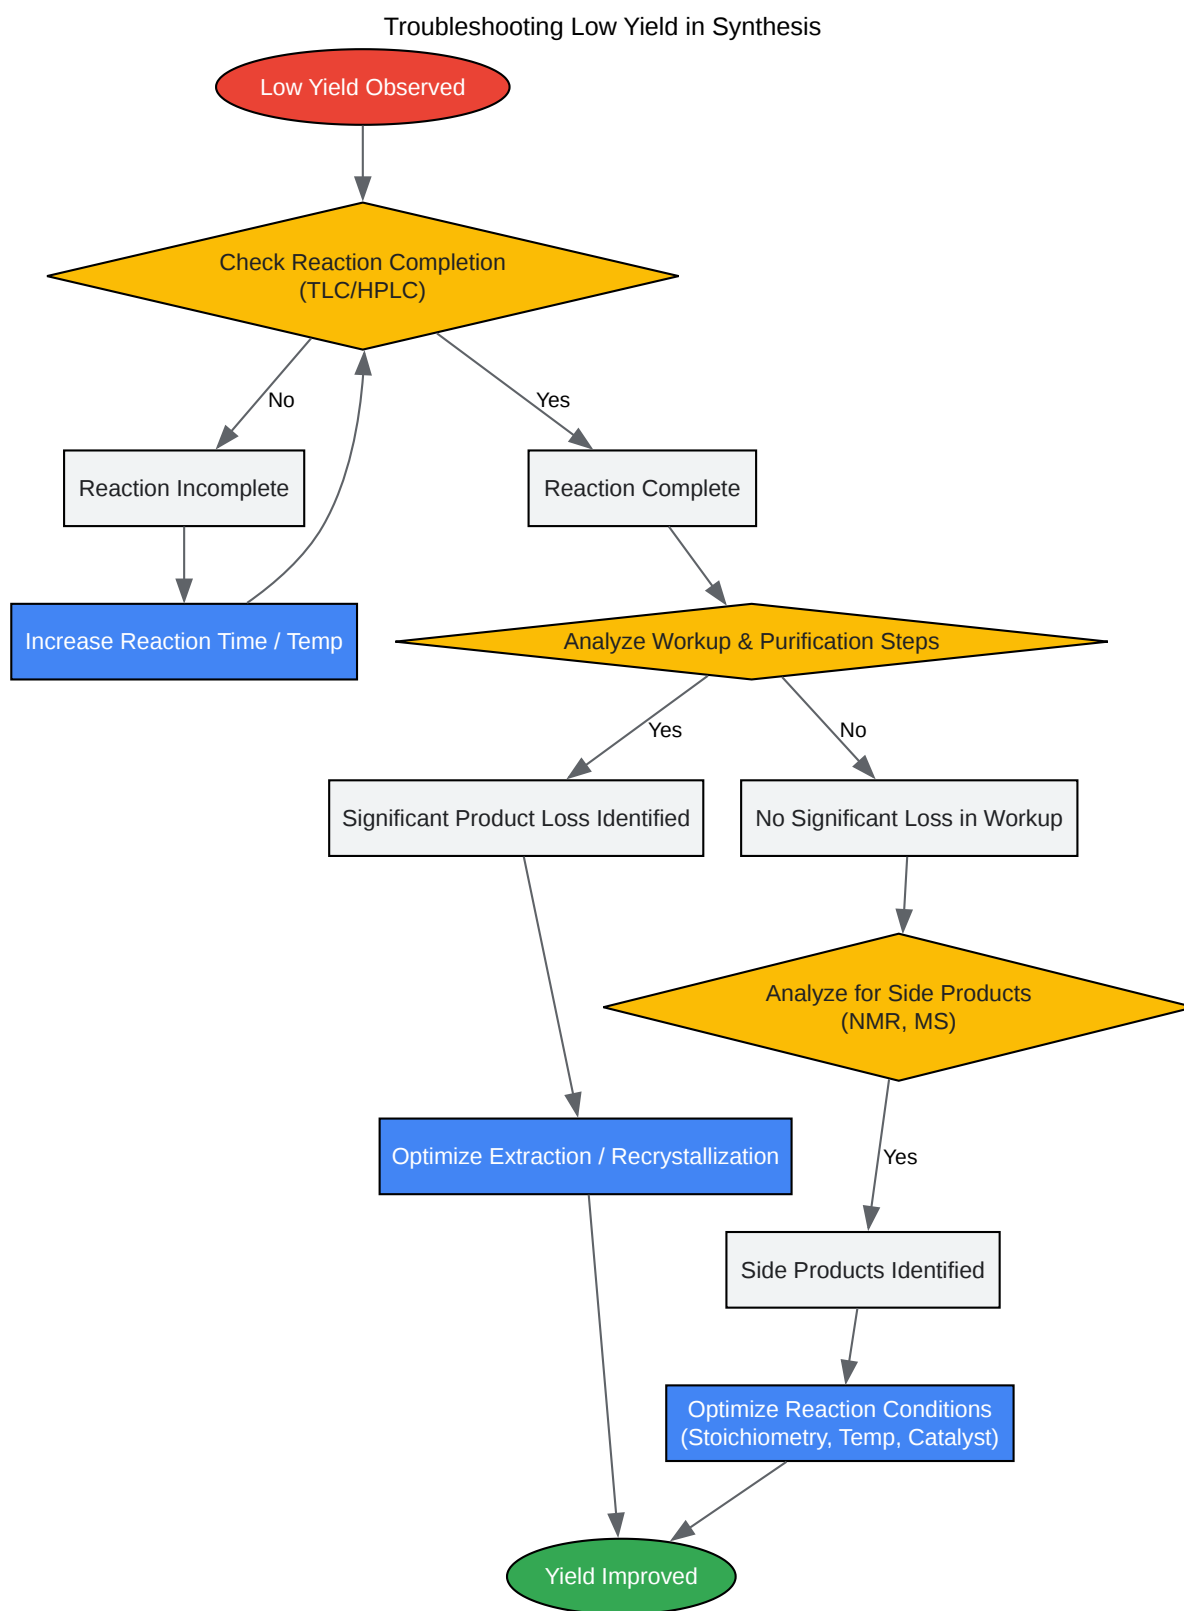 Troubleshooting Low Yield in Synthesis
Low Yield Observed
Check Reaction Completion
(TLC/HPLC)
No
Yes
Reaction Incomplete
Reaction Complete
Increase Reaction Time / Temp
Analyze Workup & Purification Steps
Yes
No
Significant Product Loss Identified
No Significant Loss in Workup
Analyze for Side Products
(NMR, MS)
Optimize Extraction / Recrystallization
Yes
Side Products Identified
Optimize Reaction Conditions
(Stoichiometry, Temp, Catalyst)
Yield Improved